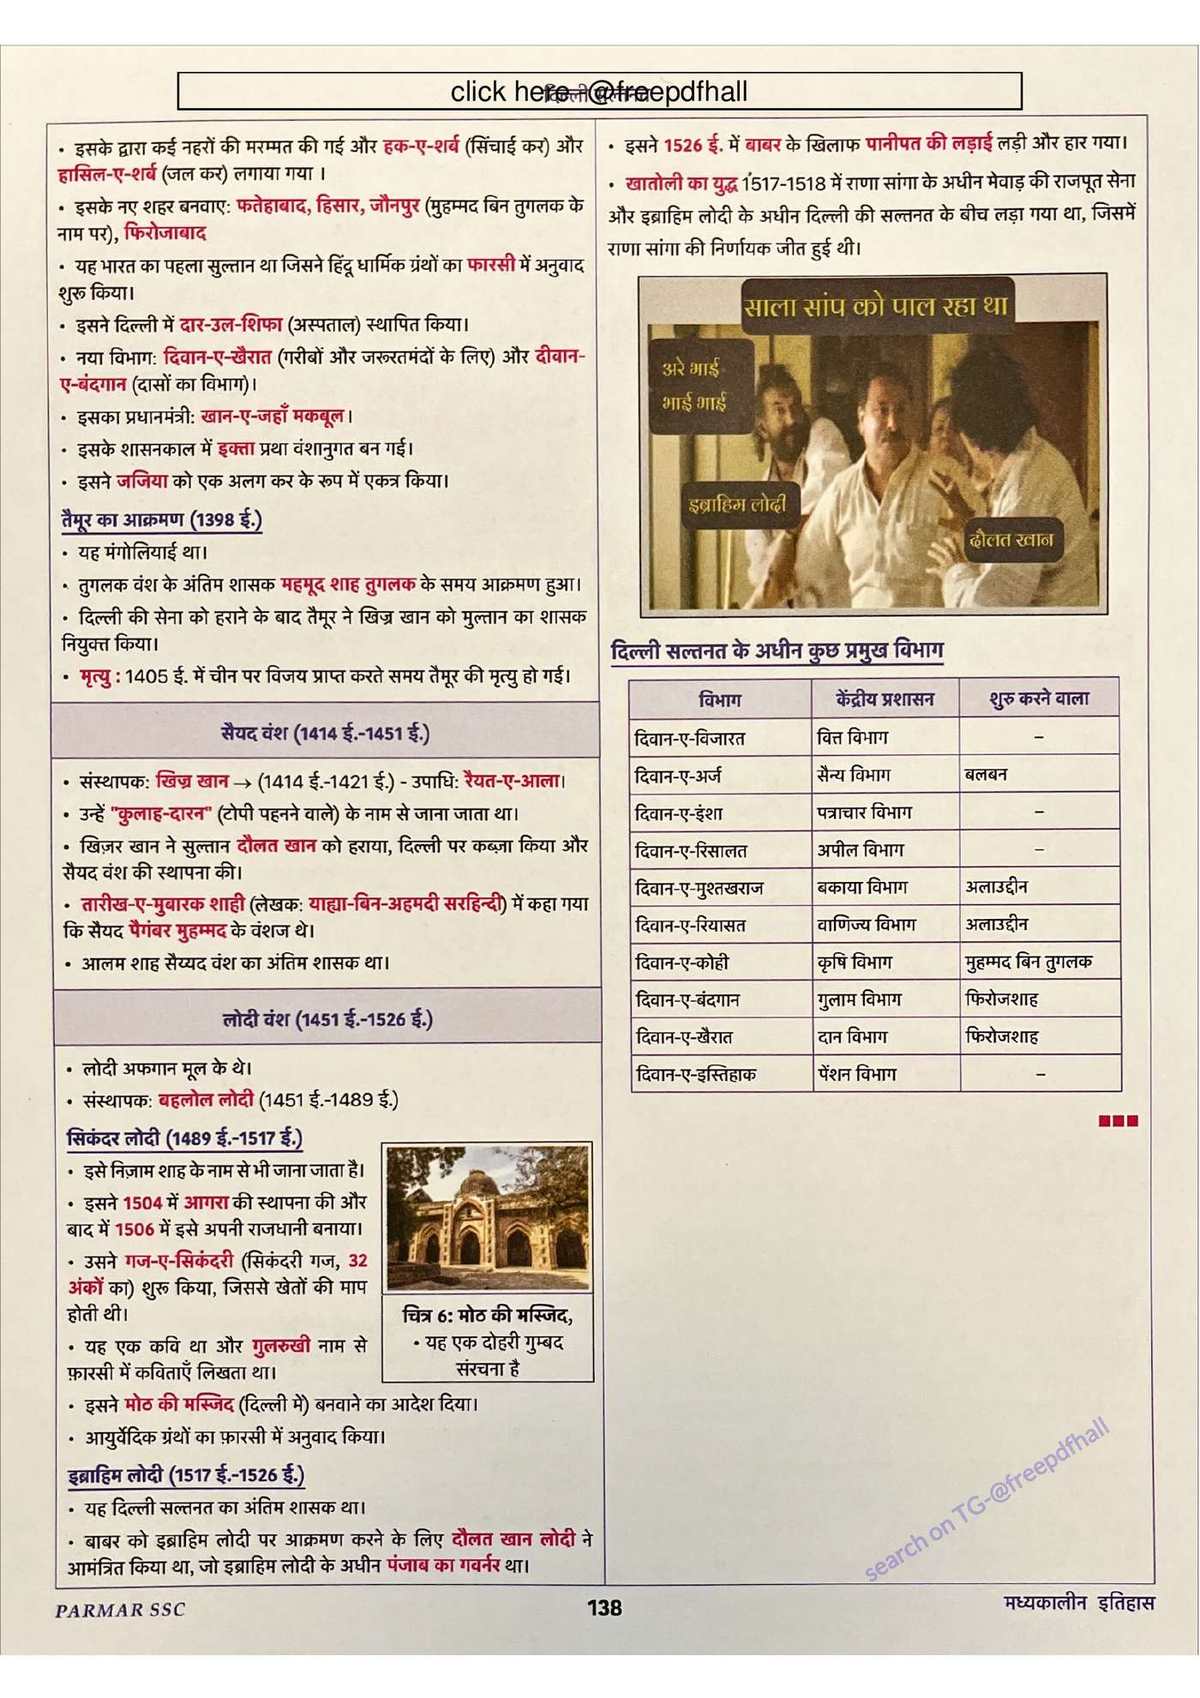 click here - @freepdfhall
• इसके द्वारा कई नहरों की मरम्मत की गई और हक-ए-शर्ब (सिंचाई कर) और
हासिल-ए-शर्ब (जल कर) लगाया गया ।
• इसके नए शहर बनवाए: फतेहाबाद, हिसार, जौनपुर (मुहम्मद बिन तुगलक के
नाम पर), फिरोजाबाद
• यह भारत का पहला सुल्तान था जिसने हिंदू धार्मिक ग्रंथों का फारसी में अनुवाद
शुरू किया।
• इसने दिल्ली में दार-उल-शिफा (अस्पताल) स्थापित किया।
• नया विभाग: दिवान-ए-खैरात (गरीबों और जरूरतमंदों के लिए) और दीवान-
ए-बंदगान (दासों का विभाग)।
• इसका प्रधानमंत्री: खान-ए-जहाँ मकबूल।
• इसके शासनकाल में इक्ता प्रथा वंशानुगत बन गई।
• इसने जजिया को एक अलग कर के रूप में एकत्र किया।
तैमूर का आक्रमण (1398 ई.)
• यह मंगोलियाई था।
• तुगलक वंश के अंतिम शासक महमूद शाह तुगलक के समय आक्रमण हुआ।
• दिल्ली की सेना को हराने के बाद तैमूर ने खिज्र खान को मुल्तान का शासक
नियुक्त किया।
• मृत्यु : 1405 ई. में चीन पर विजय प्राप्त करते समय तैमूर की मृत्यु हो गई।
सैयद वंश (1414 ई.-1451 ई.)
• संस्थापक: खिज्र खान → (1414 ई.-1421 ई.) - उपाधि: रैयत-ए-आला।
• उन्हें "कुलाह-दारन" (टोपी पहनने वाले) के नाम से जाना जाता था।
• खिज़र खान ने सुल्तान दौलत खान को हराया, दिल्ली पर कब्ज़ा किया और
सैयद वंश की स्थापना की।
• तारीख-ए-मुबारक शाही (लेखक: याह्या-बिन-अहमदी सरहिन्दी) में कहा गया
कि सैयद पैगंबर मुहम्मद के वंशज थे।
• आलम शाह सैय्यद वंश का अंतिम शासक था।
लोदी वंश (1451 ई.-1526 ई.)
• लोदी अफगान मूल के थे।
• संस्थापक: बहलोल लोदी (1451 ई.-1489 ई.)
सिकंदर लोदी (1489 ई.-1517 ई.)
• इसे निज़ाम शाह के नाम से भी जाना जाता है।
• इसने 1504 में आगरा की स्थापना की और
बाद में 1506 में इसे अपनी राजधानी बनाया।
• उसने गज-ए-सिकंदरी (सिकंदरी गज, 32
अंकों का) शुरू किया, जिससे खेतों की माप
होती थी।
• यह एक कवि था और गुलरुखी नाम से
फ़ारसी में कविताएँ लिखता था।
चित्र 6: मोठ की मस्जिद,
• यह एक दोहरी गुम्बद
संरचना है
• इसने मोठ की मस्जिद (दिल्ली में) बनवाने का आदेश दिया।
• आयुर्वेदिक ग्रंथों का फ़ारसी में अनुवाद किया।
इब्राहिम लोदी (1517 ई.-1526 ई.)
• यह दिल्ली सल्तनत का अंतिम शासक था।
• बाबर को इब्राहिम लोदी पर आक्रमण करने के लिए दौलत खान लोदी ने
आमंत्रित किया था, जो इब्राहिम लोदी के अधीन पंजाब का गवर्नर था।
• इसने 1526 ई. में बाबर के खिलाफ पानीपत की लड़ाई लड़ी और हार गया।
• खातोली का युद्ध 1517-1518 में राणा सांगा के अधीन मेवाड़ की राजपूत सेना
और इब्राहिम लोदी के अधीन दिल्ली की सल्तनत के बीच लड़ा गया था, जिसमें
राणा सांगा की निर्णायक जीत हुई थी।
साला सांप को पाल रहा था
अरे भाई
भाई भाई
इब्राहिम लोदी
दौलत खान
दिल्ली सल्तनत के अधीन कुछ प्रमुख विभाग
विभाग केंद्रीय प्रशासन शुरु करने वाला
दिवान-ए-विजारत वित्त विभाग –
दिवान-ए-अर्ज सैन्य विभाग बलबन
दिवान-ए-इंशा पत्राचार विभाग –
दिवान-ए-रिसालत अपील विभाग –
दिवान-ए-मुश्तखराज बकाया विभाग अलाउद्दीन
दिवान-ए-रियासत वाणिज्य विभाग अलाउद्दीन
दिवान-ए-कोही कृषि विभाग मुहम्मद बिन तुगलक
दिवान-ए-बंदगान गुलाम विभाग फिरोजशाह
दिवान-ए-खैरात दान विभाग फिरोजशाह
दिवान-ए-इस्तिहाक पेंशन विभाग –
search on TG-@freepdfhall
PARMAR SSC
138
मध्यकालीन इतिहास